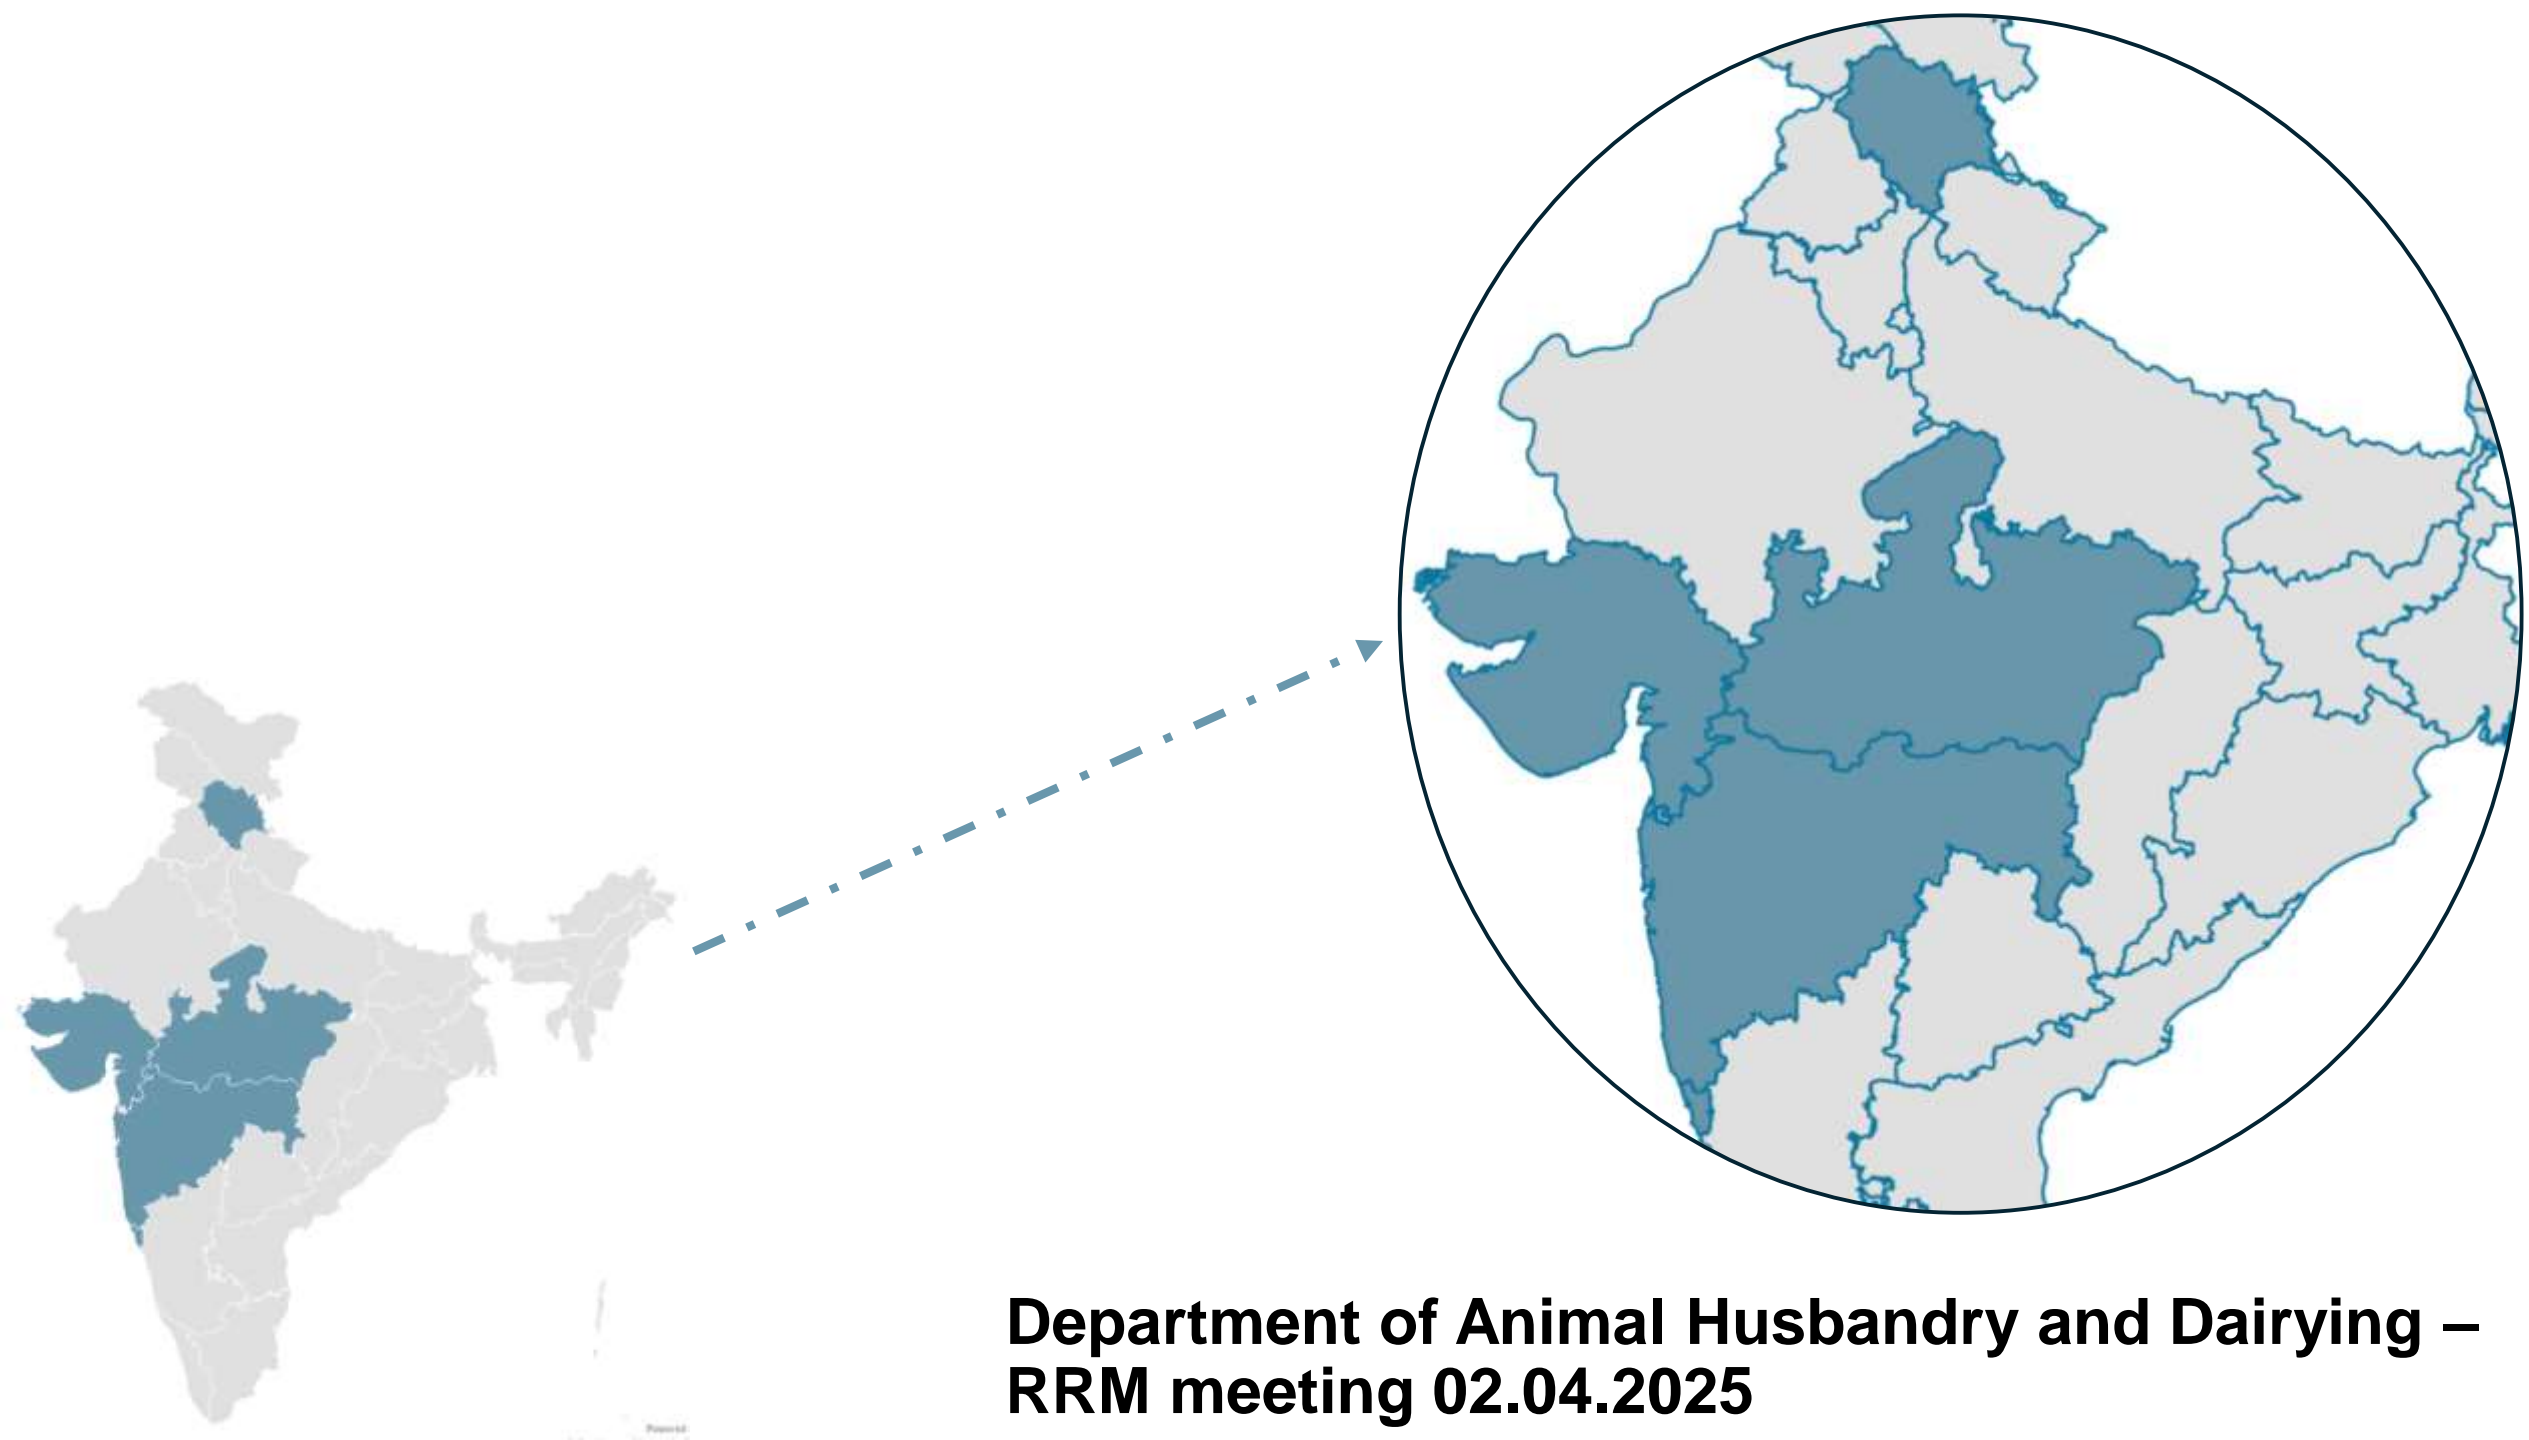 Department of Animal Husbandry and Dairying –
RRM meeting 02.04.2025